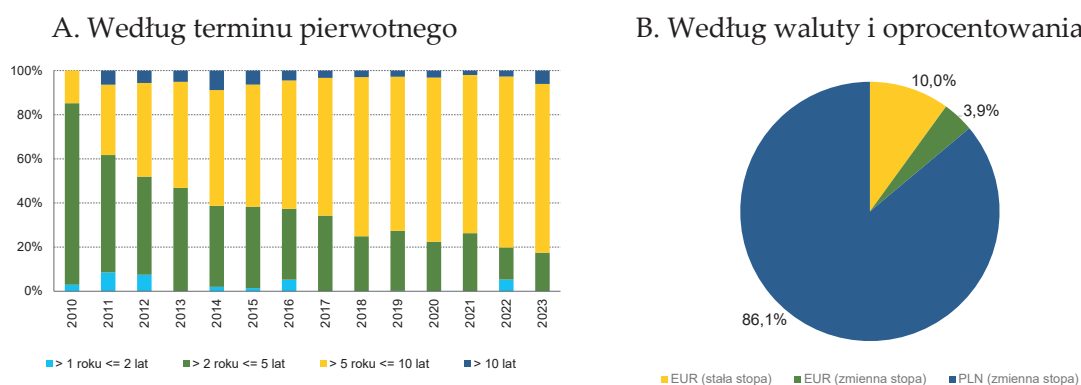 A. Według terminu pierwotnego
100%
80%
60%
40%
20%
0%
2010 2011 2012 2013 2014 2015 2016 2017 2018 2019 2020 2021 2022 2023
> 1 roku <= 2 lat > 2 roku <= 5 lat > 5 roku <= 10 lat > 10 lat
B. Według waluty i oprocentowania
10,0%
3,9%
86,1%
EUR (stała stopa) EUR (zmienna stopa) PLN (zmienna stopa)